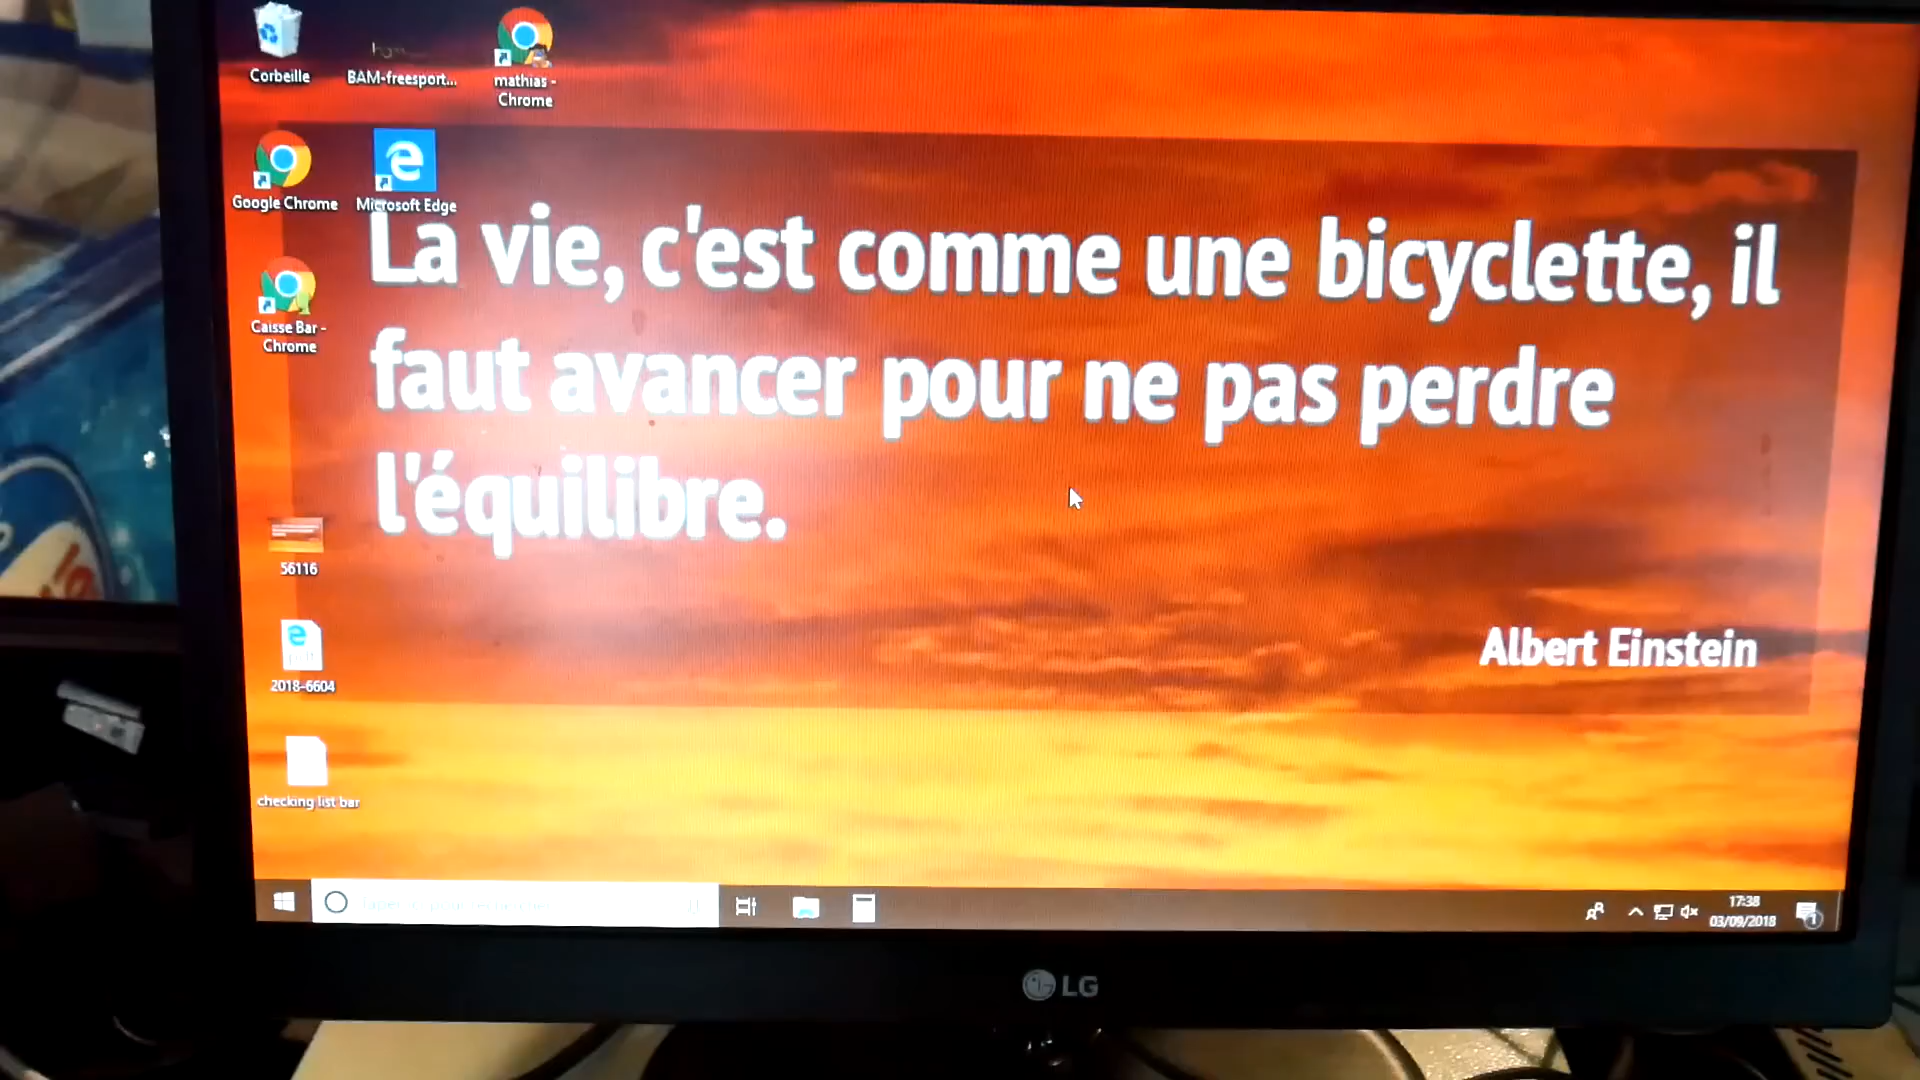 Corbeille
BAM-freesport...
mathias -
Chrome
Google Chrome
Microsoft Edge
Caisse Bar -
Chrome
La vie, c'est comme une bicyclette, il
faut avancer pour ne pas perdre
l'équilibre.
Albert Einstein
56116
2018-6604
checking list bar
17:38
03/09/2018
1
LG